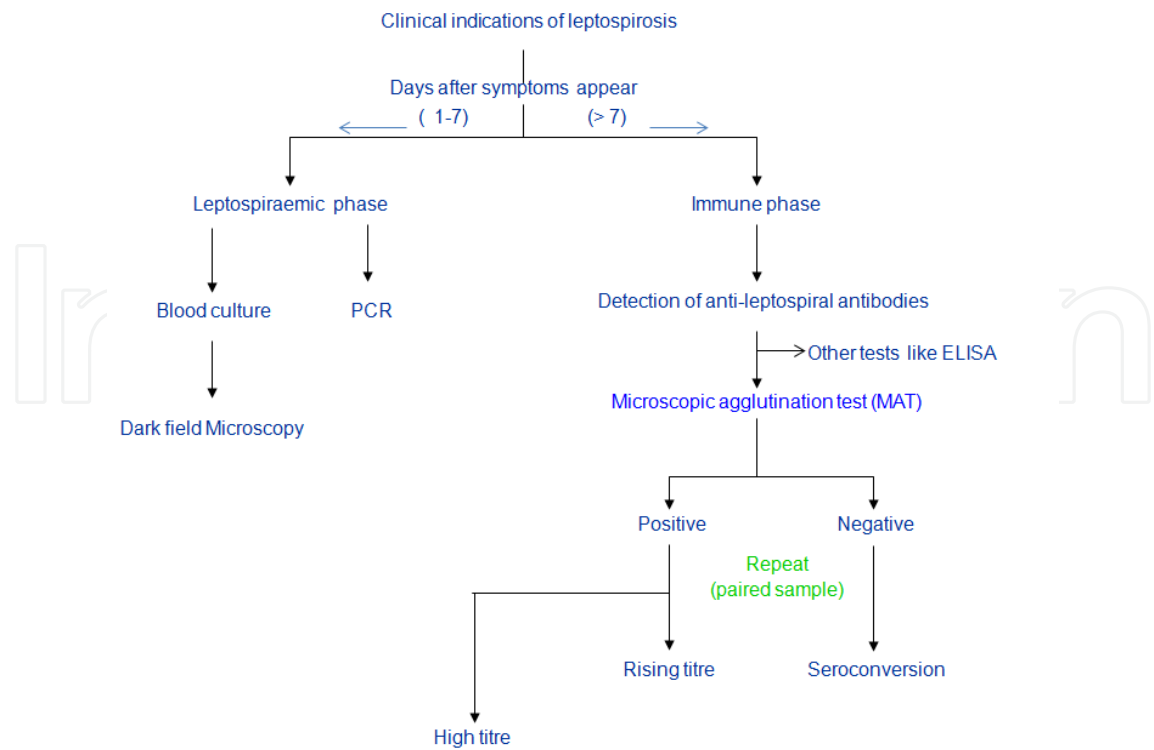 Clinical indications of leptospirosis
Days after symptoms appear
( 1-7)
(> 7)
Leptospiraemic phase
Immune phase
Blood culture
PCR
Detection of anti-leptospiral antibodies
Other tests like ELISA
Microscopic agglutination test (MAT)
Dark field Microscopy
Positive
Negative
Repeat
(paired sample)
Rising titre
Seroconversion
High titre